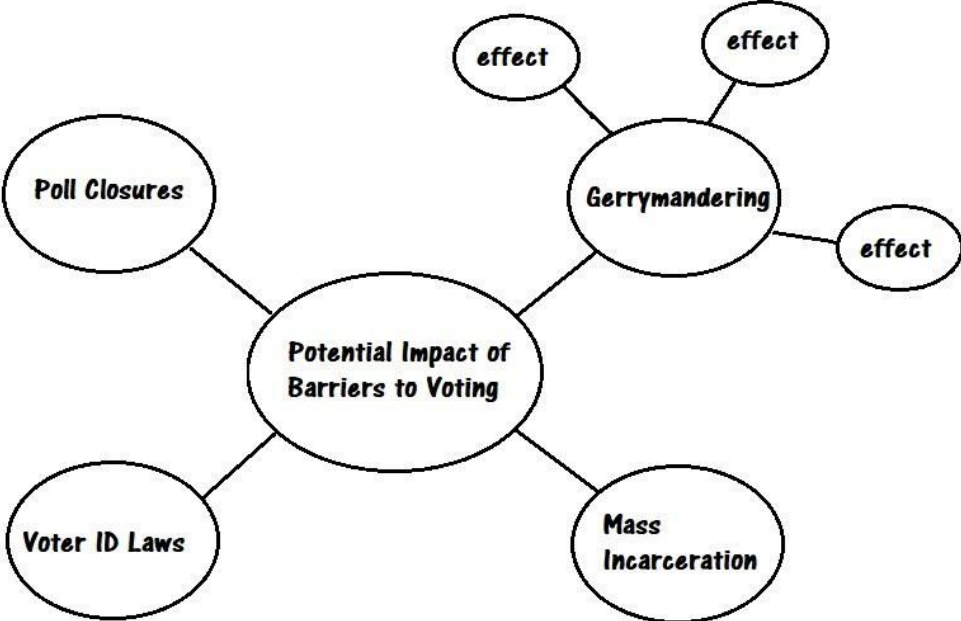 effect
effect
Poll Closures
Gerrymandering
effect
Potential Impact of
Barriers to Voting
Voter ID Laws
Mass
Incarceration